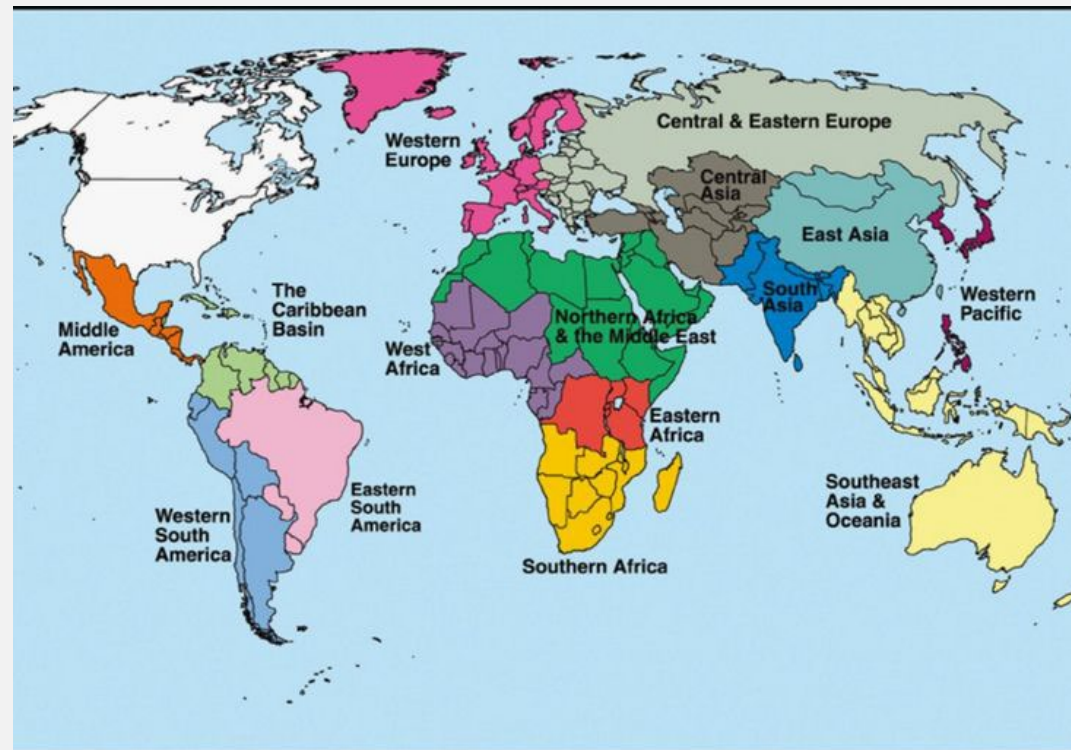 Western
Europe
Central & Eastern Europe
Central
Asia
East Asia
The
Caribbean
Basin
South
Asia
Western
Pacific
Middle
America
Northern Africa
& the Middle East
West
Africa
Eastern
Africa
Southeast
Asia &
Oceania
Eastern
South
America
Western
South
America
Southern Africa